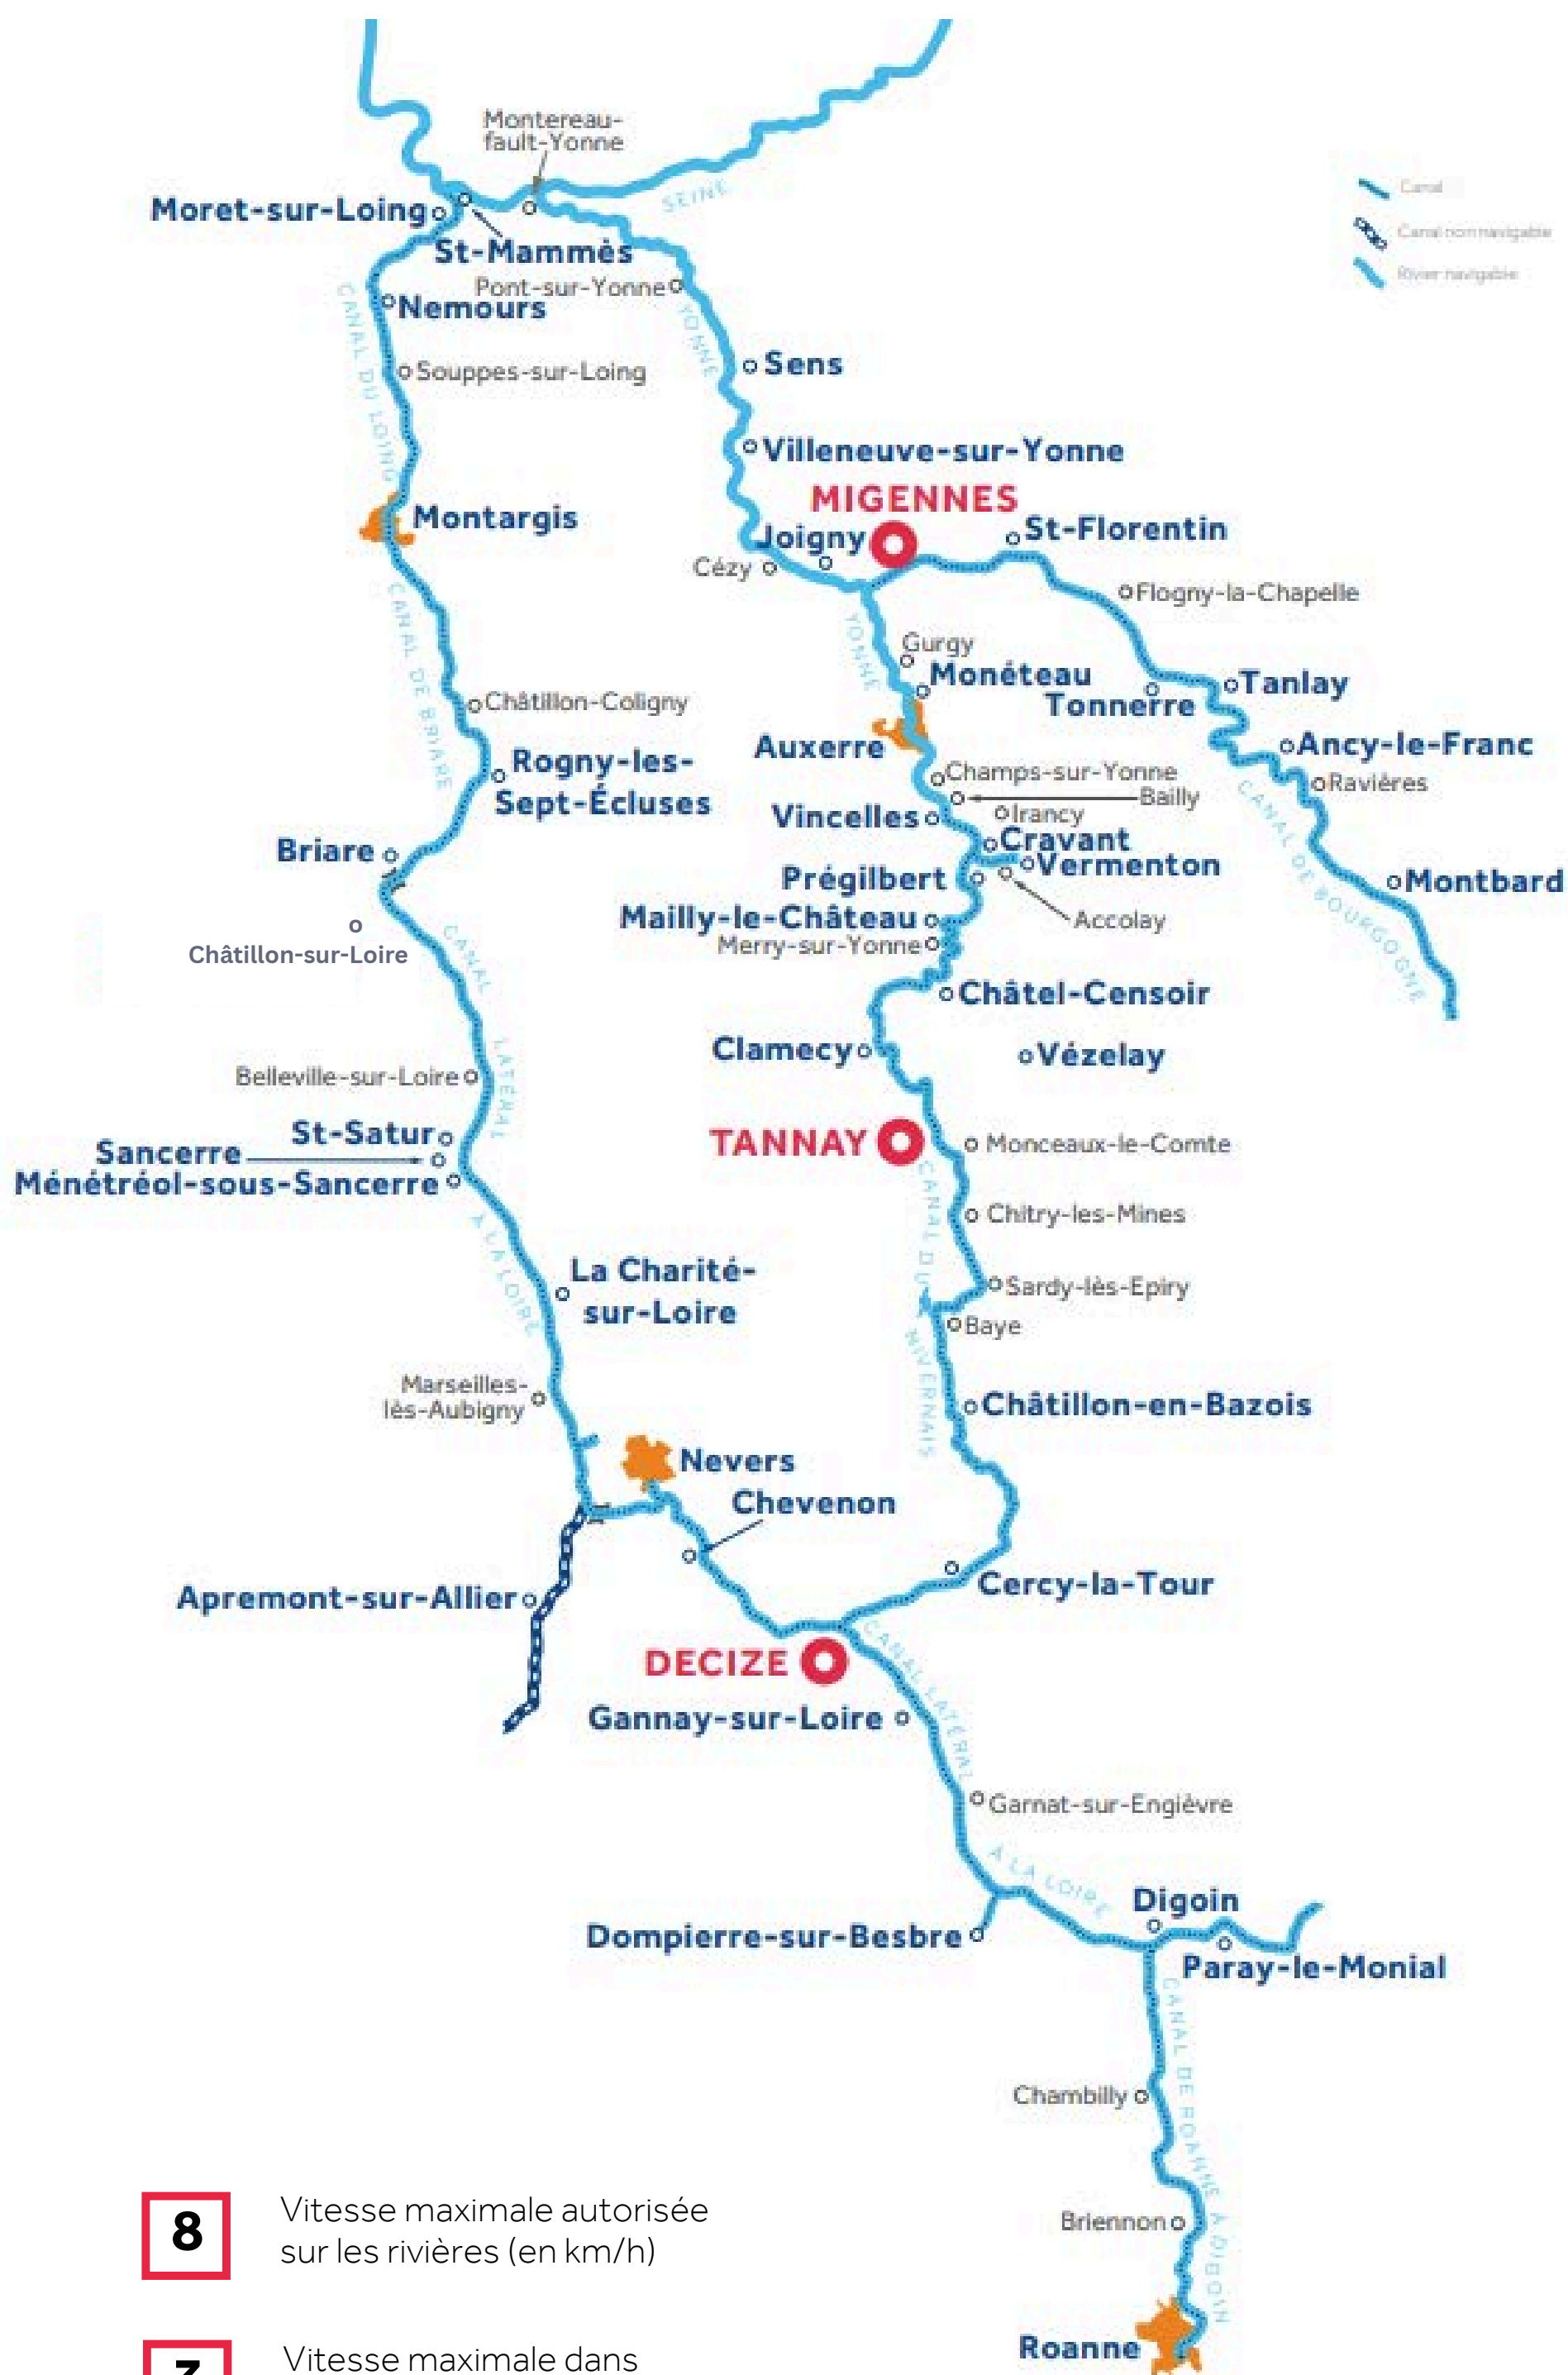 Montereau-
fault-Yonne
SEINE
Canal
Moret-sur-Loing
Canal non navigable
St-Mammès
Rivier navigable
Pont-sur-Yonne
Nemours
CANAL DU LOING
YONNE
Souppes-sur-Loing
Sens
Villeneuve-sur-Yonne
MIGENNES
Montargis
Joigny
St-Florentin
Cézy
Flogny-la-Chapelle
CANAL DE BRIARE
YONNE
Gurgy
Monéteau
Tonnerre
Tanlay
Châtillon-Coligny
Auxerre
Ancy-le-Franc
Rogny-les-
Sept-Écluses
Champs-sur-Yonne
Ravières
Bailly
Vincelles
Irancy
CANAL DE BOURGOGNE
Cravant
Briare
Vermenton
Prégilbert
Montbard
Mailly-le-Château
Accolay
Merry-sur-Yonne
Châtillon-sur-Loire
CANAL LATÉRAL À LA LOIRE
Châtel-Censoir
Clamecy
Vézelay
Belleville-sur-Loire
St-Satur
TANNAY
Monceaux-le-Comte
Sancerre
Ménétréol-sous-Sancerre
CANAL DU NIVERNAIS
Chitry-les-Mines
La Charité-
sur-Loire
Sardy-lès-Epiry
Baye
Marseilles-
lès-Aubigny
Châtillon-en-Bazois
Nevers
Chevenon
Apremont-sur-Allier
Cercy-la-Tour
DECIZE
CANAL LATÉRAL À LA LOIRE
Gannay-sur-Loire
Garnat-sur-Engièvre
Digoin
Dompierre-sur-Besbre
Paray-le-Monial
CANAL DE ROANNE À DIGOIN
Chambilly
8
Vitesse maximale autorisée
sur les rivières (en km/h)
Briennon
Roanne
Vitesse maximale dans